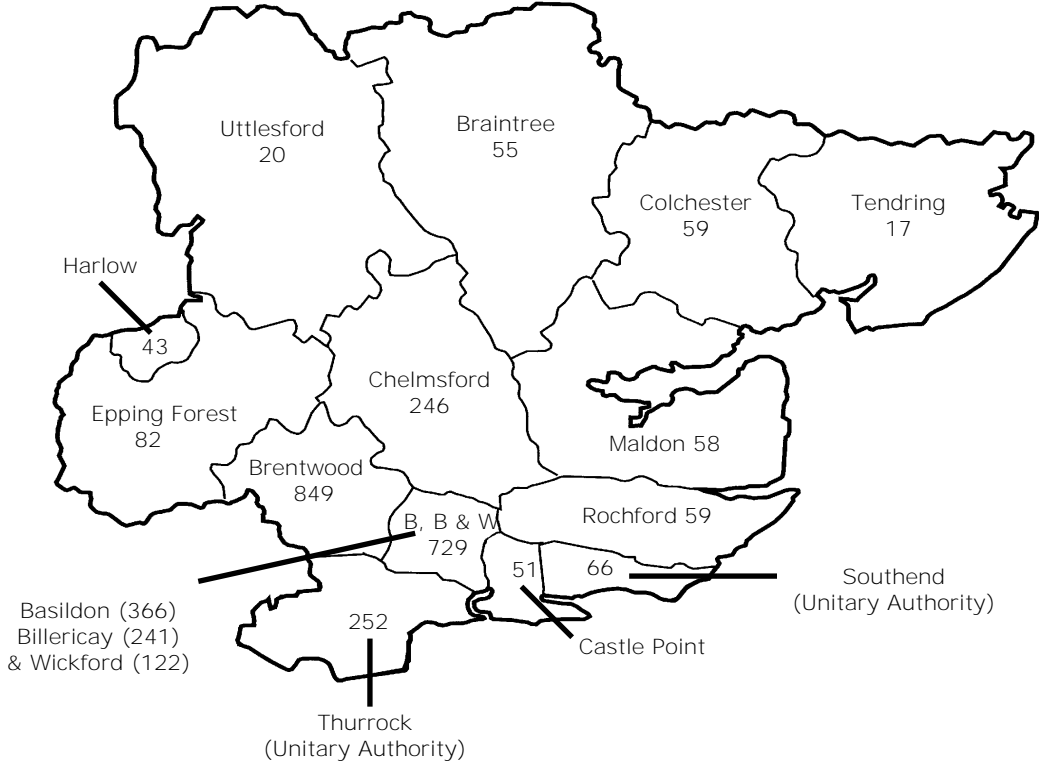 Uttlesford
20
Braintree
55
Colchester
59
Tendring
17
Harlow
43
Chelmsford
246
Epping Forest
82
Maldon 58
Brentwood
849
B, B & W
729
Rochford 59
51
66
Southend
(Unitary Authority)
Basildon (366)
Billericay (241)
& Wickford (122)
252
Castle Point
Thurrock
(Unitary Authority)